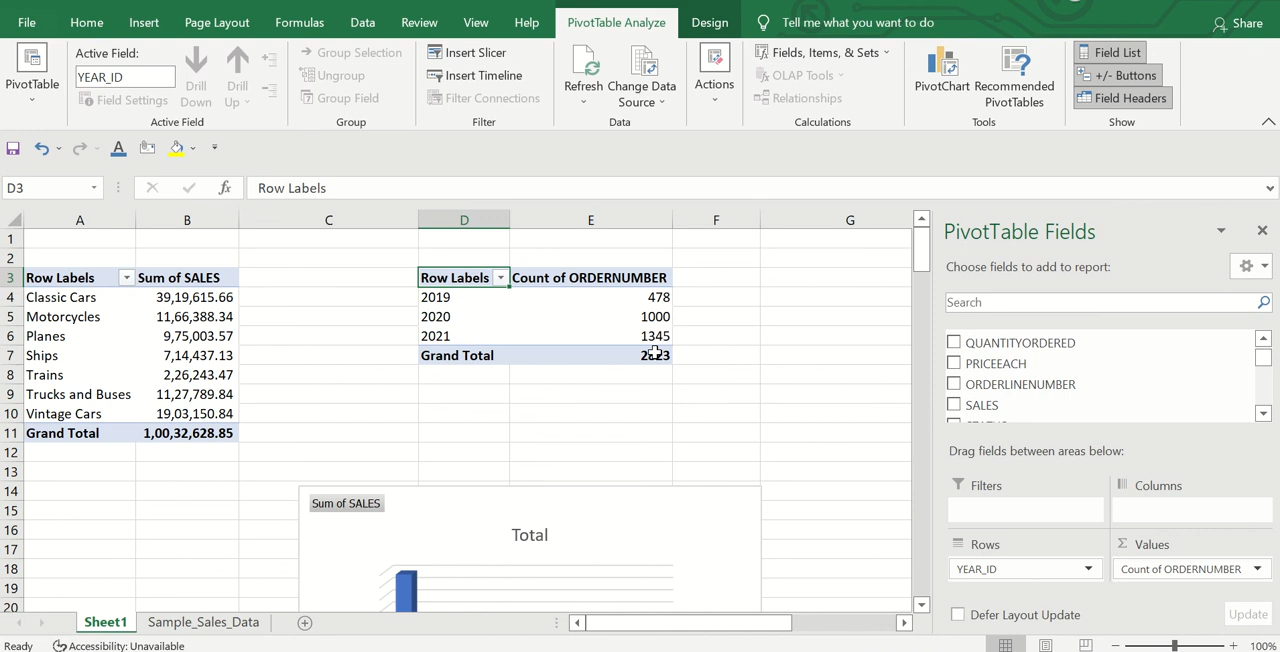 File Home Insert Page Layout Formulas Data Review View Help PivotTable Analyze Design Tell me what you want to do Share
PivotTable
Active Field:
YEAR_ID
Field Settings
Drill Down
Drill Up
Active Field
Group Selection
Ungroup
Group Field
Group
Insert Slicer
Insert Timeline
Filter Connections
Filter
Refresh
Change Data Source
Data
Actions
Fields, Items, & Sets
OLAP Tools
Relationships
Calculations
PivotChart
Recommended PivotTables
Tools
Field List
+/- Buttons
Field Headers
Show
D3 fx Row Labels
A B C D E F G
1
2
3 Row Labels Sum of SALES Row Labels Count of ORDERNUMBER
4 Classic Cars 39,19,615.66 2019 478
5 Motorcycles 11,66,388.34 2020 1000
6 Planes 9,75,003.57 2021 1345
7 Ships 7,14,437.13 Grand Total
8 Trains 2,26,243.47
9 Trucks and Buses 11,27,789.84
10 Vintage Cars 19,03,150.84
11 Grand Total 1,00,32,628.85
12
13
14
15 Sum of SALES
16 Total
17
18
19
20
PivotTable Fields
Choose fields to add to report:
Search
QUANTITYORDERED
PRICEEACH
ORDERLINENUMBER
SALES
Drag fields between areas below:
Filters Columns
Rows Σ Values
YEAR_ID Count of ORDERNUMBER
Defer Layout Update Update
Sheet1 Sample_Sales_Data
Ready Accessibility: Unavailable 100%